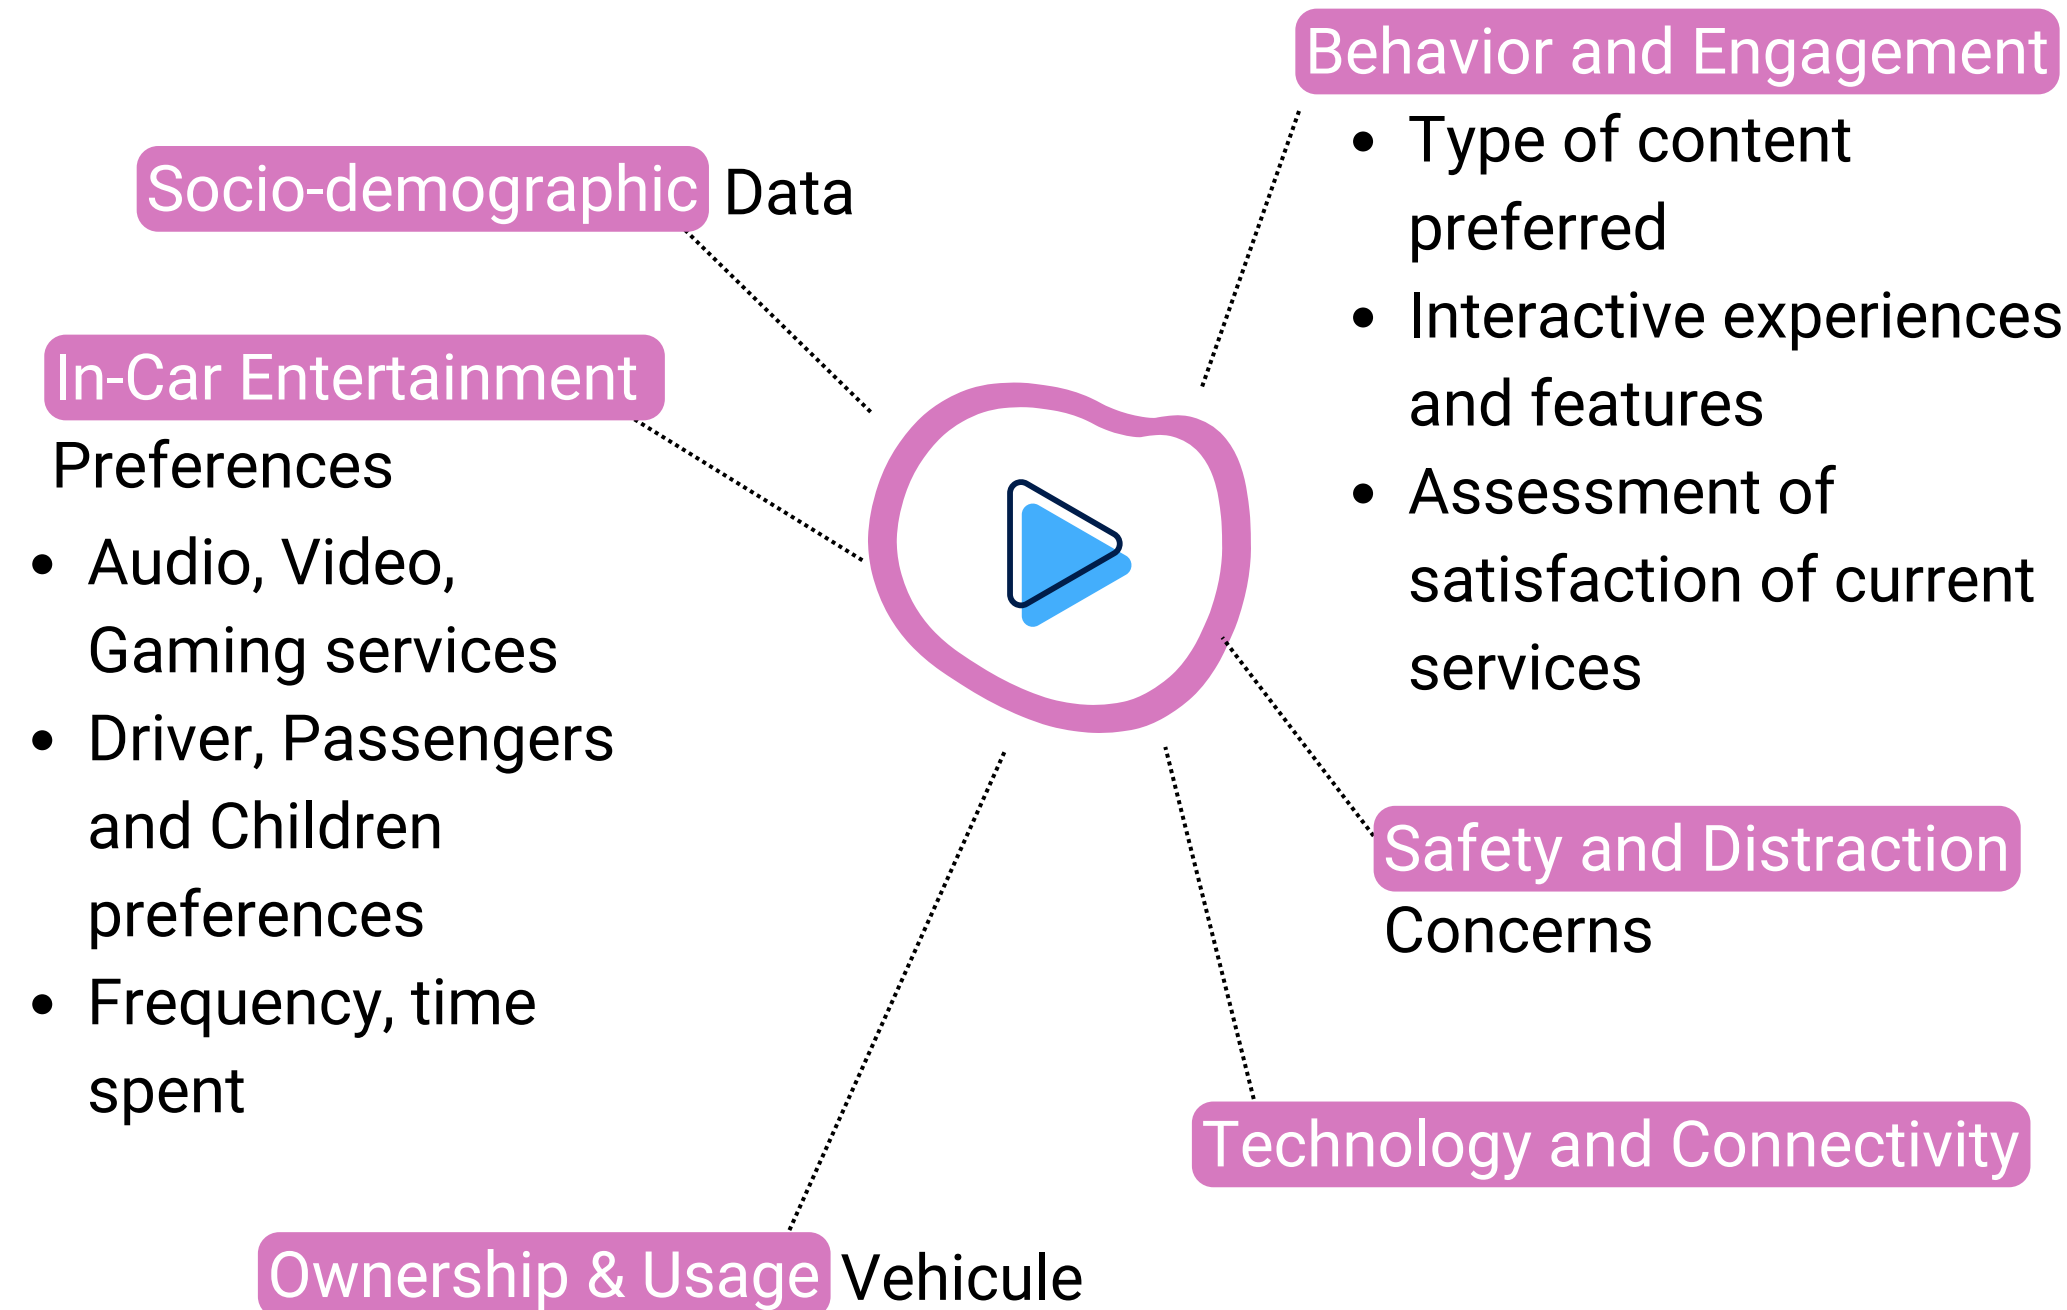 Socio-demographic Data
In-Car Entertainment
Preferences
• Audio, Video,
Gaming services
• Driver, Passengers
and Children
preferences
• Frequency, time
spent
Ownership & Usage Vehicule
Behavior and Engagement
• Type of content
preferred
• Interactive experiences
and features
• Assessment of
satisfaction of current
services
Safety and Distraction
Concerns
Technology and Connectivity